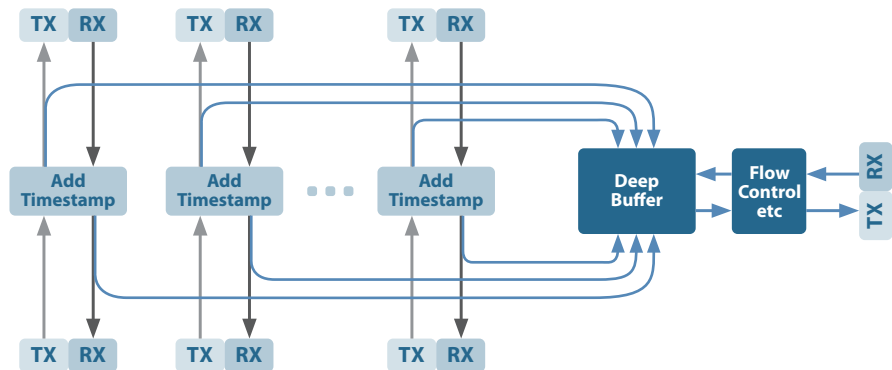 TX RX TX RX TX RX
Add
Timestamp
Add
Timestamp
Add
Timestamp
Deep
Buffer
Flow
Control
etc
RX
TX
TX RX TX RX TX RX